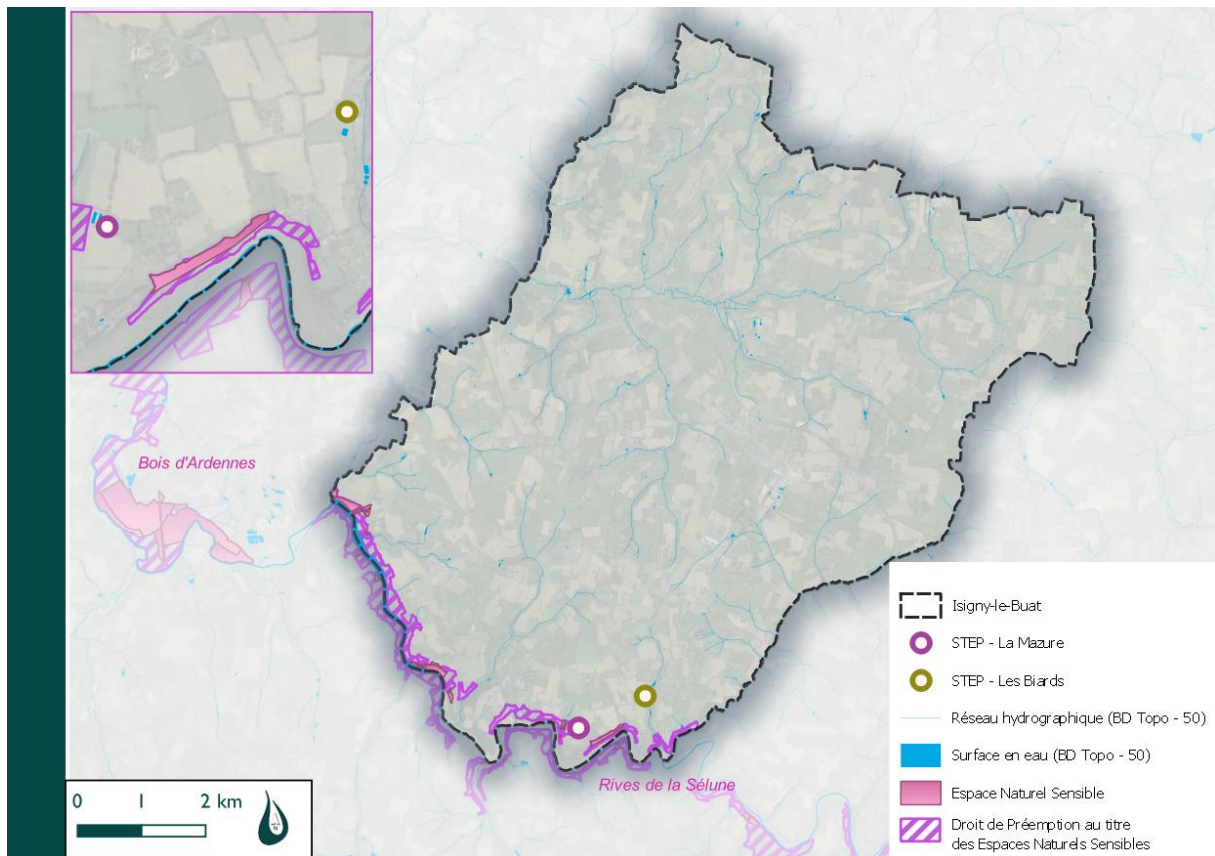 Bois d'Ardennes
Rives de la Sélune
0 1 2 km
N
Isigny-le-Buat
STEP - La Mazure
STEP - Les Biards
Réseau hydrographique (BD Topo - 50)
Surface en eau (BD Topo - 50)
Espace Naturel Sensible
Droit de Préemption au titre
des Espaces Naturels Sensibles